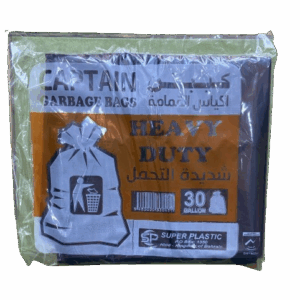 CAPTAIN كابتن
GARBAGE BAGS أكياس القمامة
HEAVY
DUTY
شديدة التحمل
30
GALLON
SUPER PLASTIC